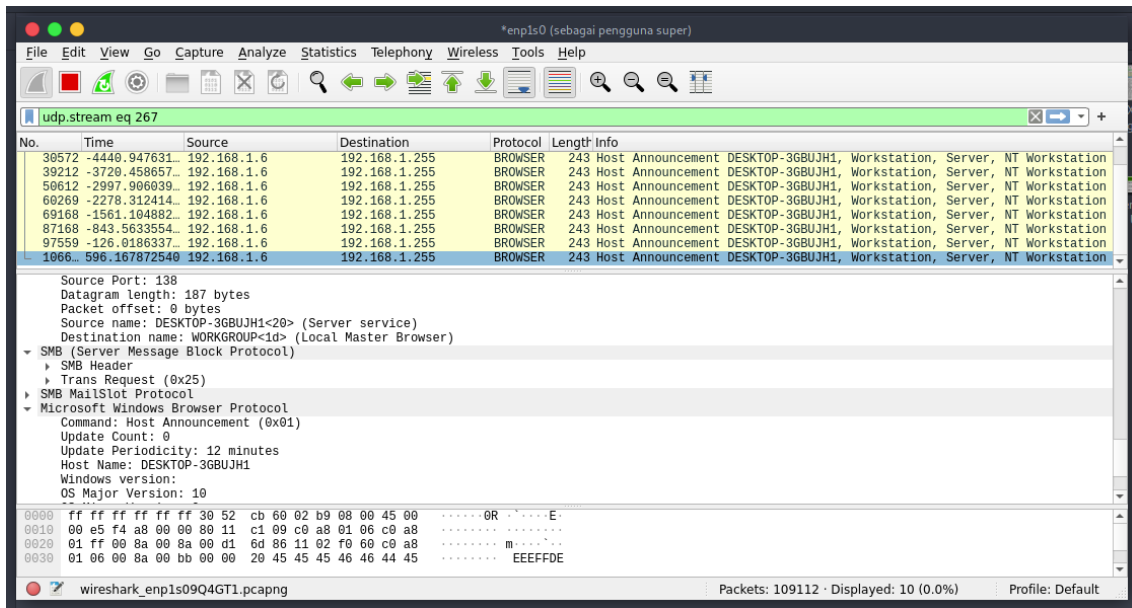 *enp1s0 (sebagai pengguna super)
File Edit View Go Capture Analyze Statistics Telephony Wireless Tools Help
udp.stream eq 267
No. Time Source Destination Protocol Length Info
30572 -4440.947631… 192.168.1.6 192.168.1.255 BROWSER 243 Host Announcement DESKTOP-3GBUJH1, Workstation, Server, NT Workstation
39212 -3720.458657… 192.168.1.6 192.168.1.255 BROWSER 243 Host Announcement DESKTOP-3GBUJH1, Workstation, Server, NT Workstation
50612 -2997.906039… 192.168.1.6 192.168.1.255 BROWSER 243 Host Announcement DESKTOP-3GBUJH1, Workstation, Server, NT Workstation
60269 -2278.312414… 192.168.1.6 192.168.1.255 BROWSER 243 Host Announcement DESKTOP-3GBUJH1, Workstation, Server, NT Workstation
69168 -1561.104882… 192.168.1.6 192.168.1.255 BROWSER 243 Host Announcement DESKTOP-3GBUJH1, Workstation, Server, NT Workstation
87168 -843.5633554… 192.168.1.6 192.168.1.255 BROWSER 243 Host Announcement DESKTOP-3GBUJH1, Workstation, Server, NT Workstation
97559 -126.0186337… 192.168.1.6 192.168.1.255 BROWSER 243 Host Announcement DESKTOP-3GBUJH1, Workstation, Server, NT Workstation
1066… 596.167872540 192.168.1.6 192.168.1.255 BROWSER 243 Host Announcement DESKTOP-3GBUJH1, Workstation, Server, NT Workstation
Source Port: 138
Datagram length: 187 bytes
Packet offset: 0 bytes
Source name: DESKTOP-3GBUJH1<20> (Server service)
Destination name: WORKGROUP<1d> (Local Master Browser)
SMB (Server Message Block Protocol)
SMB Header
Trans Request (0x25)
SMB MailSlot Protocol
Microsoft Windows Browser Protocol
Command: Host Announcement (0x01)
Update Count: 0
Update Periodicity: 12 minutes
Host Name: DESKTOP-3GBUJH1
Windows version:
OS Major Version: 10
0000 ff ff ff ff ff ff 30 52 cb 60 02 b9 08 00 45 00 ······0R ·`····E·
0010 00 e5 f4 a8 00 00 80 11 c1 09 c0 a8 01 06 c0 a8 ········ ········
0020 01 ff 00 8a 00 8a 00 d1 6d 86 11 02 f0 60 c0 a8 ········ m····`··
0030 01 06 00 8a 00 bb 00 00 20 45 45 45 46 46 44 45 ········ EEEFFDE
wireshark_enp1s09Q4GT1.pcapng Packets: 109112 · Displayed: 10 (0.0%) Profile: Default